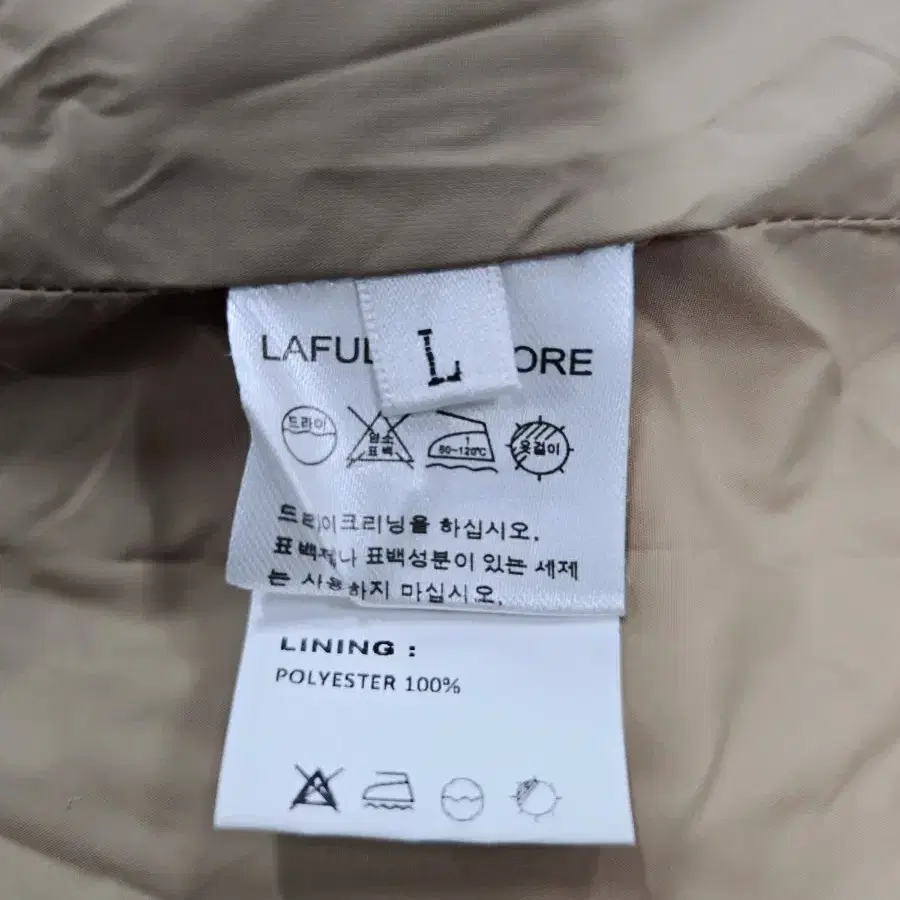 L
드라이
염소
표백
1
80~120℃
옷걸이
드라이크리닝을 하십시오.
표백제나 표백성분이 있는 세제
는 사용하지 마십시오.
LINING :
POLYESTER 100%